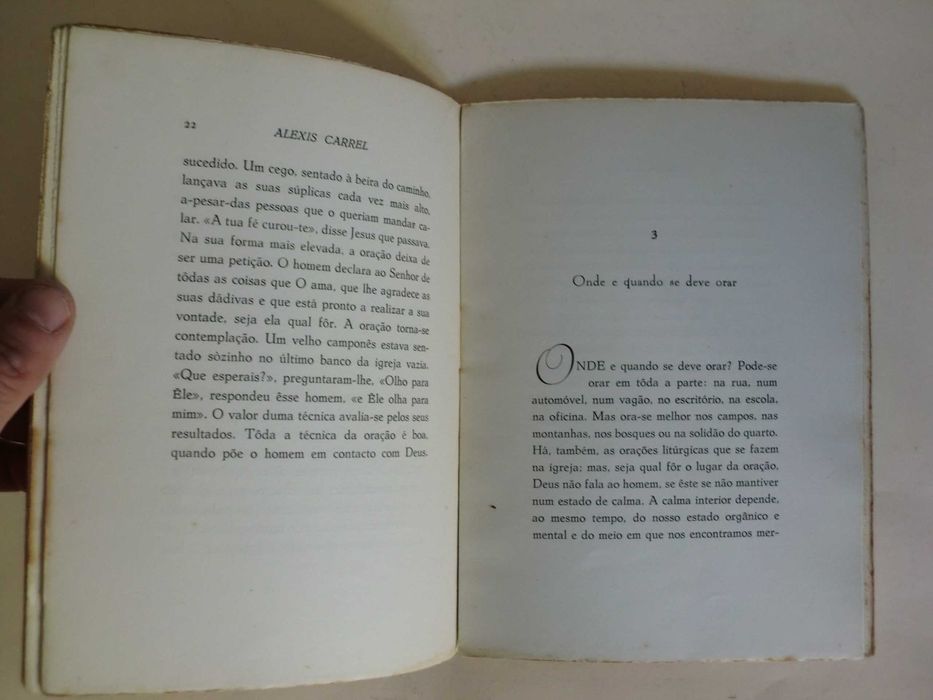 22
ALEXIS CARREL
sucedido. Um cego, sentado à beira do caminho,
lançava as suas súplicas cada vez mais alto,
a-pesar-das pessoas que o queriam mandar ca-
lar. «A tua fé curou-te», disse Jesus que passava.
Na sua forma mais elevada, a oração deixa de
ser uma petição. O homem declara ao Senhor de
tôdas as coisas que O ama, que lhe agradece as
suas dádivas e que está pronto a realizar a sua
vontade, seja ela qual fôr. A oração torna-se
contemplação. Um velho camponês estava sen-
tado sòzinho no último banco da igreja vazia.
«Que esperais?», preguntaram-lhe, «Olho para
Êle», respondeu êsse homem, «e Êle olha para
mim». O valor duma técnica avalia-se pelos seus
resultados. Tôda a técnica da oração é boa,
quando põe o homem em contacto com Deus.
3
Onde e quando se deve orar
ONDE e quando se deve orar? Pode-se
orar em tôda a parte: na rua, num
automóvel, num vagão, no escritório, na escola,
na oficina. Mas ora-se melhor nos campos, nas
montanhas, nos bosques ou na solidão do quarto.
Há, também, as orações litúrgicas que se fazem
na igreja; mas, seja qual fôr o lugar da oração,
Deus não fala ao homem, se êste se não mantiver
num estado de calma. A calma interior depende,
ao mesmo tempo, do nosso estado orgânico e
mental e do meio em que nos encontramos mer-